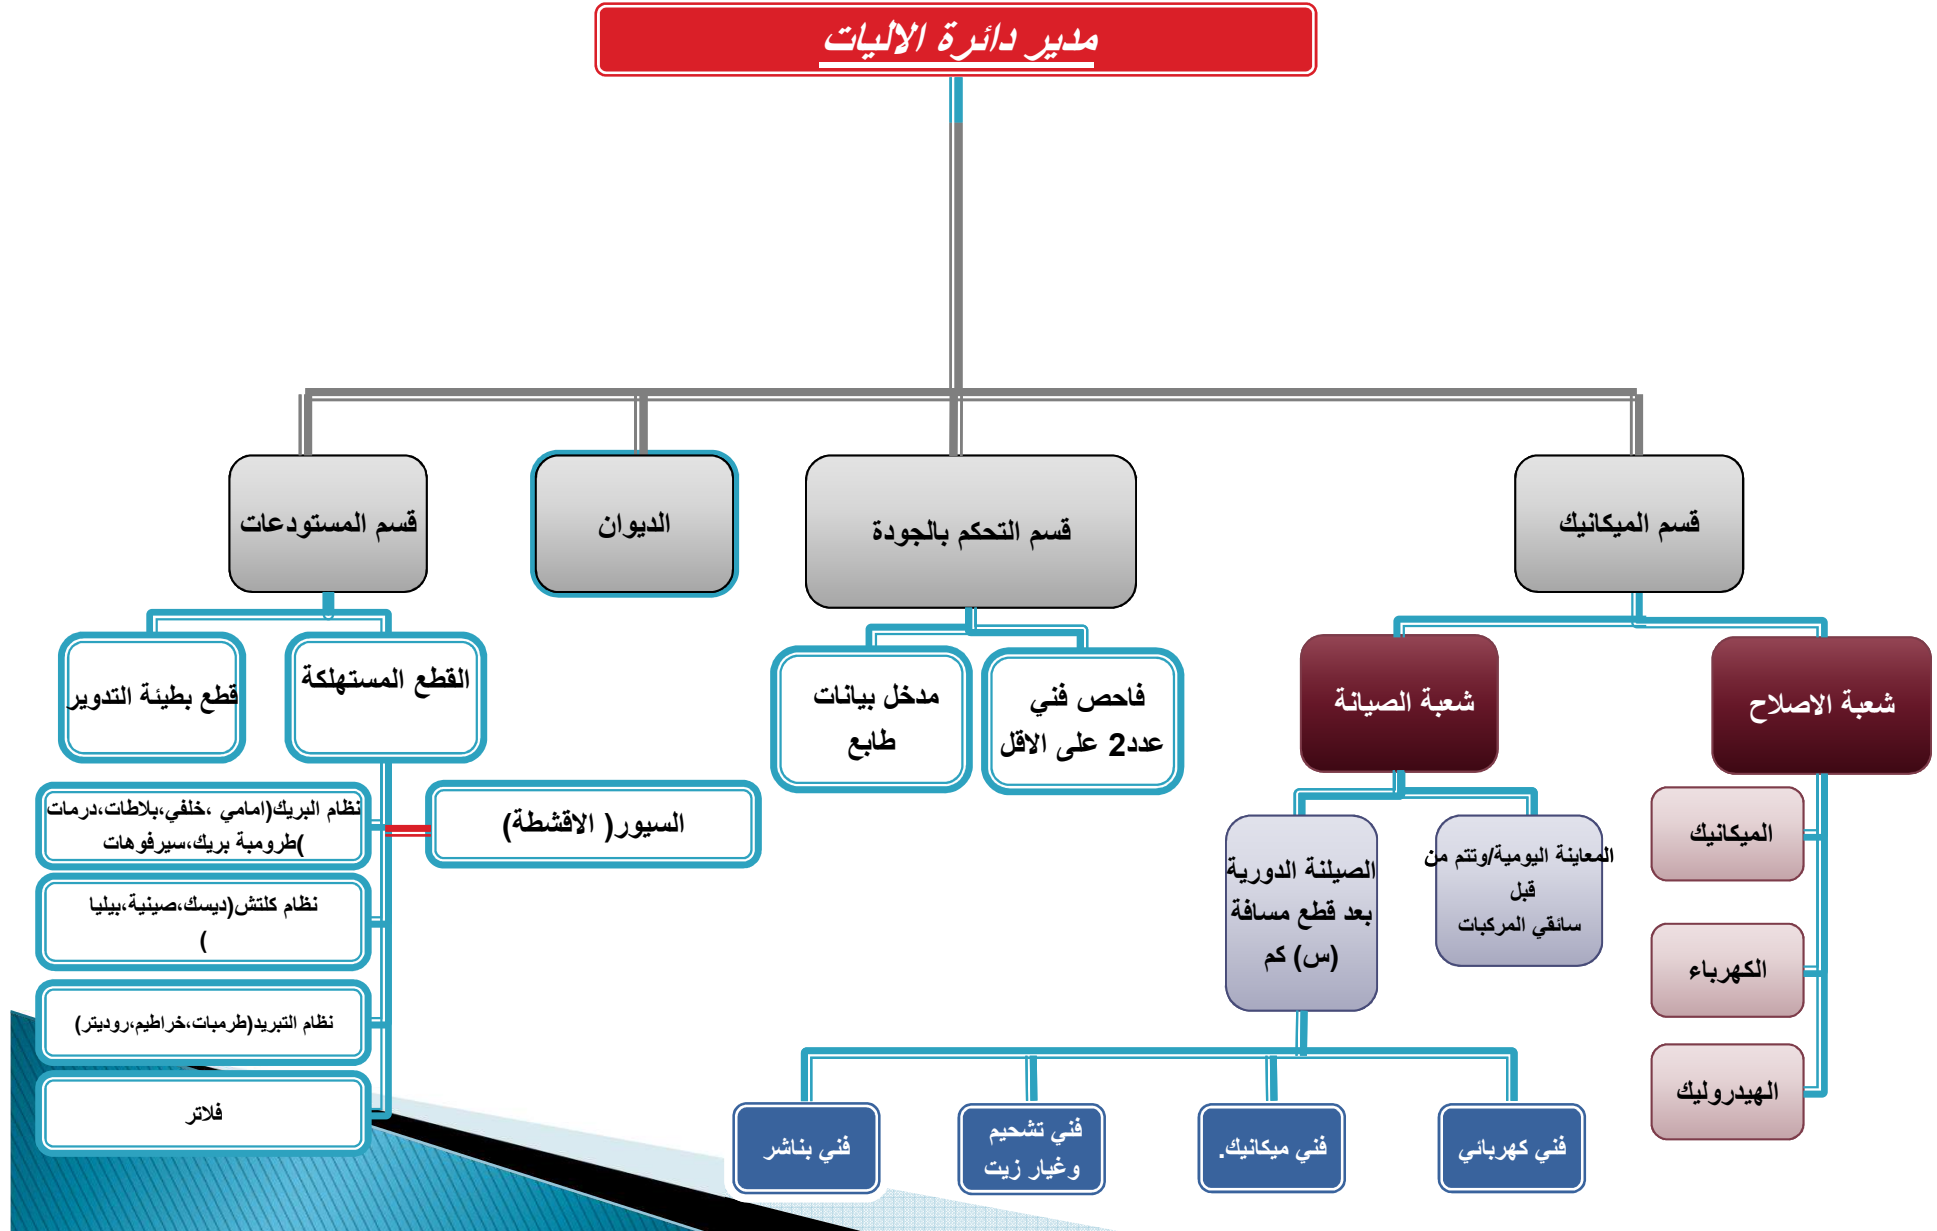 مدير دائرة الاليات
قسم الميكانيك
قسم التحكم بالجودة
الديوان
قسم المستودعات
شعبة الاصلاح
شعبة الصيانة
فاحص فني
عدد2 على الاقل
مدخل بيانات
طابع
القطع المستهلكة
قطع بطيئة التدوير
الميكانيك
الكهرباء
الهيدروليك
المعاينة اليومية/وتتم من
قبل
سائقي المركبات
الصيلنة الدورية
بعد قطع مسافة
(س) كم
السيور( الاقشطة)
نظام البريك(امامي ،خلفي،بلاطات،درمات
)طرومبة بريك،سيرفوهات
نظام كلتش(ديسك،صينية،بيليا
)
نظام التبريد(طرمبات،خراطيم،روديتر)
فلاتر
فني كهربائي
فني ميكانيك.
فني تشحيم
وغيار زيت
فني بناشر